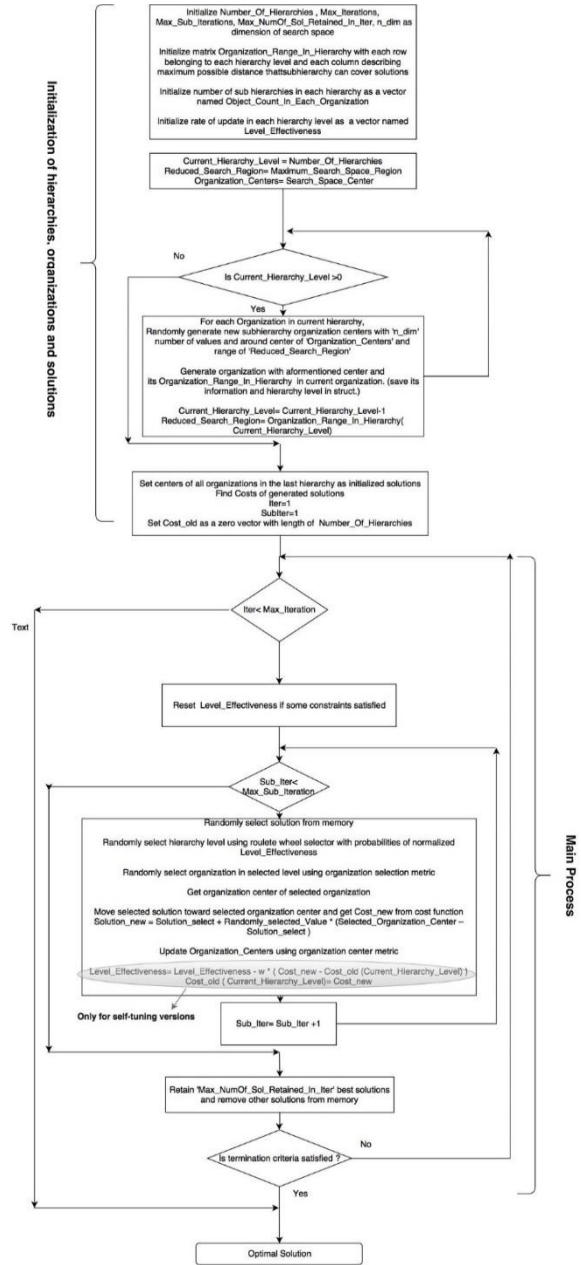 Initialization of hierarchies, organizations and solutions
Initialize Number_Of_Hierarchies , Max_Iterations,
Max_Sub_Iterations, Max_NumOf_Sol_Retained_In_Iter, n_dim as
dimension of search space
Initialize matrix Organization_Range_In_Hierarchy with each row
belonging to each hierarchy level and each column describing
maximum possible distance thattsubhierarchy can cover solutions
Initialize number of sub hierarchies in each hierarchy as a vector
named Object_Count_In_Each_Organization
Initialize rate of update in each hierarchy level as a vector named
Level_Effectiveness
Current_Hierarchy_Level = Number_Of_Hierarchies
Reduced_Search_Region= Maximum_Search_Space_Region
Organization_Centers= Search_Space_Center
No
Is Current_Hierarchy_Level >0
Yes
For each Organization in current hierarchy,
Randomly generate new subhierarchy organization centers with 'n_dim'
number of values and around center of 'Organization_Centers' and
range of 'Reduced_Search_Region'
Generate organization with aformentioned center and
its Organization_Range_In_Hierarchy in current organization. (save its
information and hierarchy level in struct.)
Current_Hierarchy_Level= Current_Hierarchy_Level-1
Reduced_Search_Region= Organization_Range_In_Hierarchy(
Current_Hierarchy_Level)
Set centers of all organizations in the last hierarchy as initialized solutions
Find Costs of generated solutions
Iter=1
SubIter=1
Set Cost_old as a zero vector with length of Number_Of_Hierarchies
Main Process
Iter< Max_Iteration
Text
Reset Level_Effectiveness if some constraints satisfied
Sub_Iter<
Max_Sub_Iteration
Randomly select solution from memory
Randomly select hierarchy level using roulete wheel selector with probabilities of normalized
Level_Effectiveness
Randomly select organization in selected level using organization selection metric
Get organization center of selected organization
Move selected solution toward selected organization center and get Cost_new from cost function
Solution_new = Solution_select + Randomly_selected_Value * (Selected_Organization_Center –
Solution_select )
Update Organization_Centers using organization center metric
Level_Effectiveness= Level_Effectiveness - w * ( Cost_new - Cost_old (Current_Hierarchy_Level) )
Cost_old ( Current_Hierarchy_Level)= Cost_new
Only for self-tuning versions
Sub_Iter= Sub_Iter +1
Retain 'Max_NumOf_Sol_Retained_In_Iter' best solutions
and remove other solutions from memory
No
Is termination criteria satisfied ?
Yes
Optimal Solution